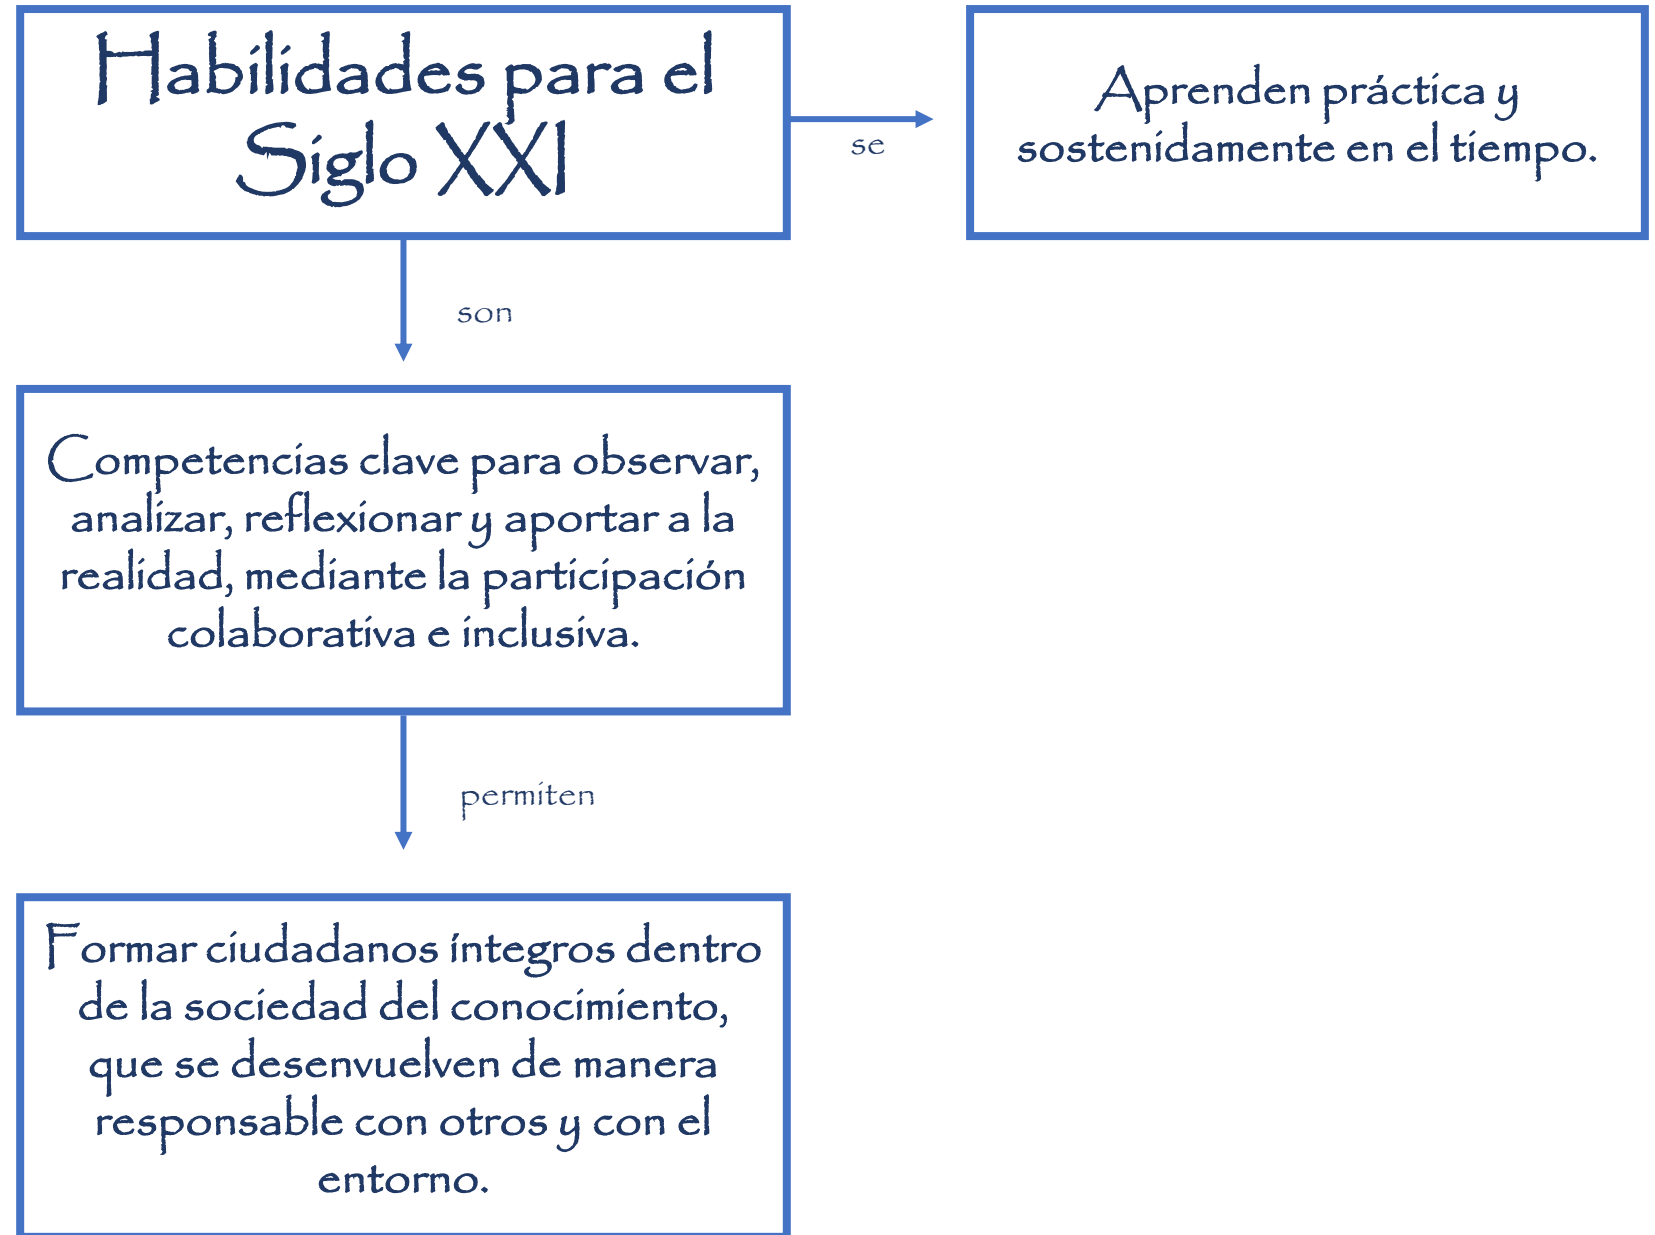 Habilidades para el
Siglo XXI
se
Aprenden práctica y
sostenidamente en el tiempo.
son
Competencias clave para observar,
analizar, reflexionar y aportar a la
realidad, mediante la participación
colaborativa e inclusiva.
permiten
Formar ciudadanos íntegros dentro
de la sociedad del conocimiento,
que se desenvuelven de manera
responsable con otros y con el
entorno.